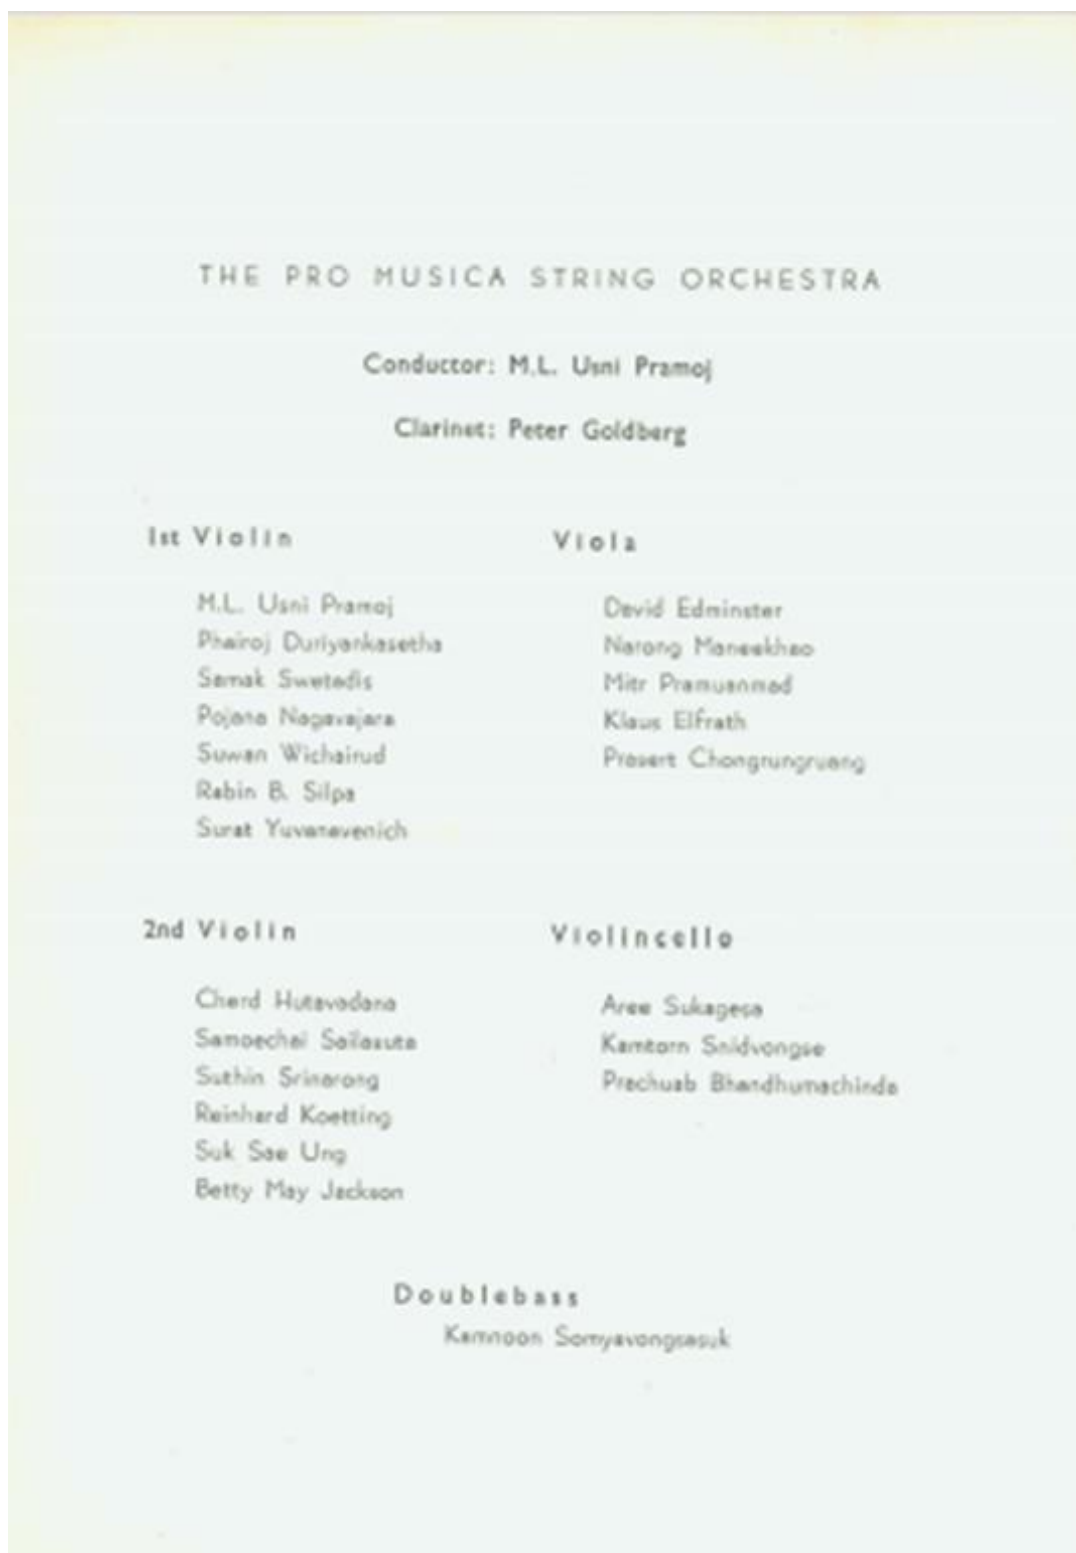 THE PRO MUSICA STRING ORCHESTRA
Conductor: M.L. Usni Pramoj
Clarinet: Peter Goldberg
1st Violin
M.L. Usni Pramoj
Phairoj Duriyankasetha
Samak Swetadis
Pojana Nagavajara
Suwan Wichairud
Rabin B. Silpa
Surat Yuvanavenich
Viola
David Edminster
Narong Maneekhao
Mitr Pramuanmad
Klaus Elfrath
Prasert Chongrungruang
2nd Violin
Cherd Hutavadana
Samoechai Sailasuta
Suthin Srinarong
Reinhard Koetting
Suk Sae Ung
Betty May Jackson
Violincello
Aree Sukagesa
Kamtorn Snidvongse
Prachuab Bhandhumachinda
Doublebass
Kamnoon Somyavongsasuk